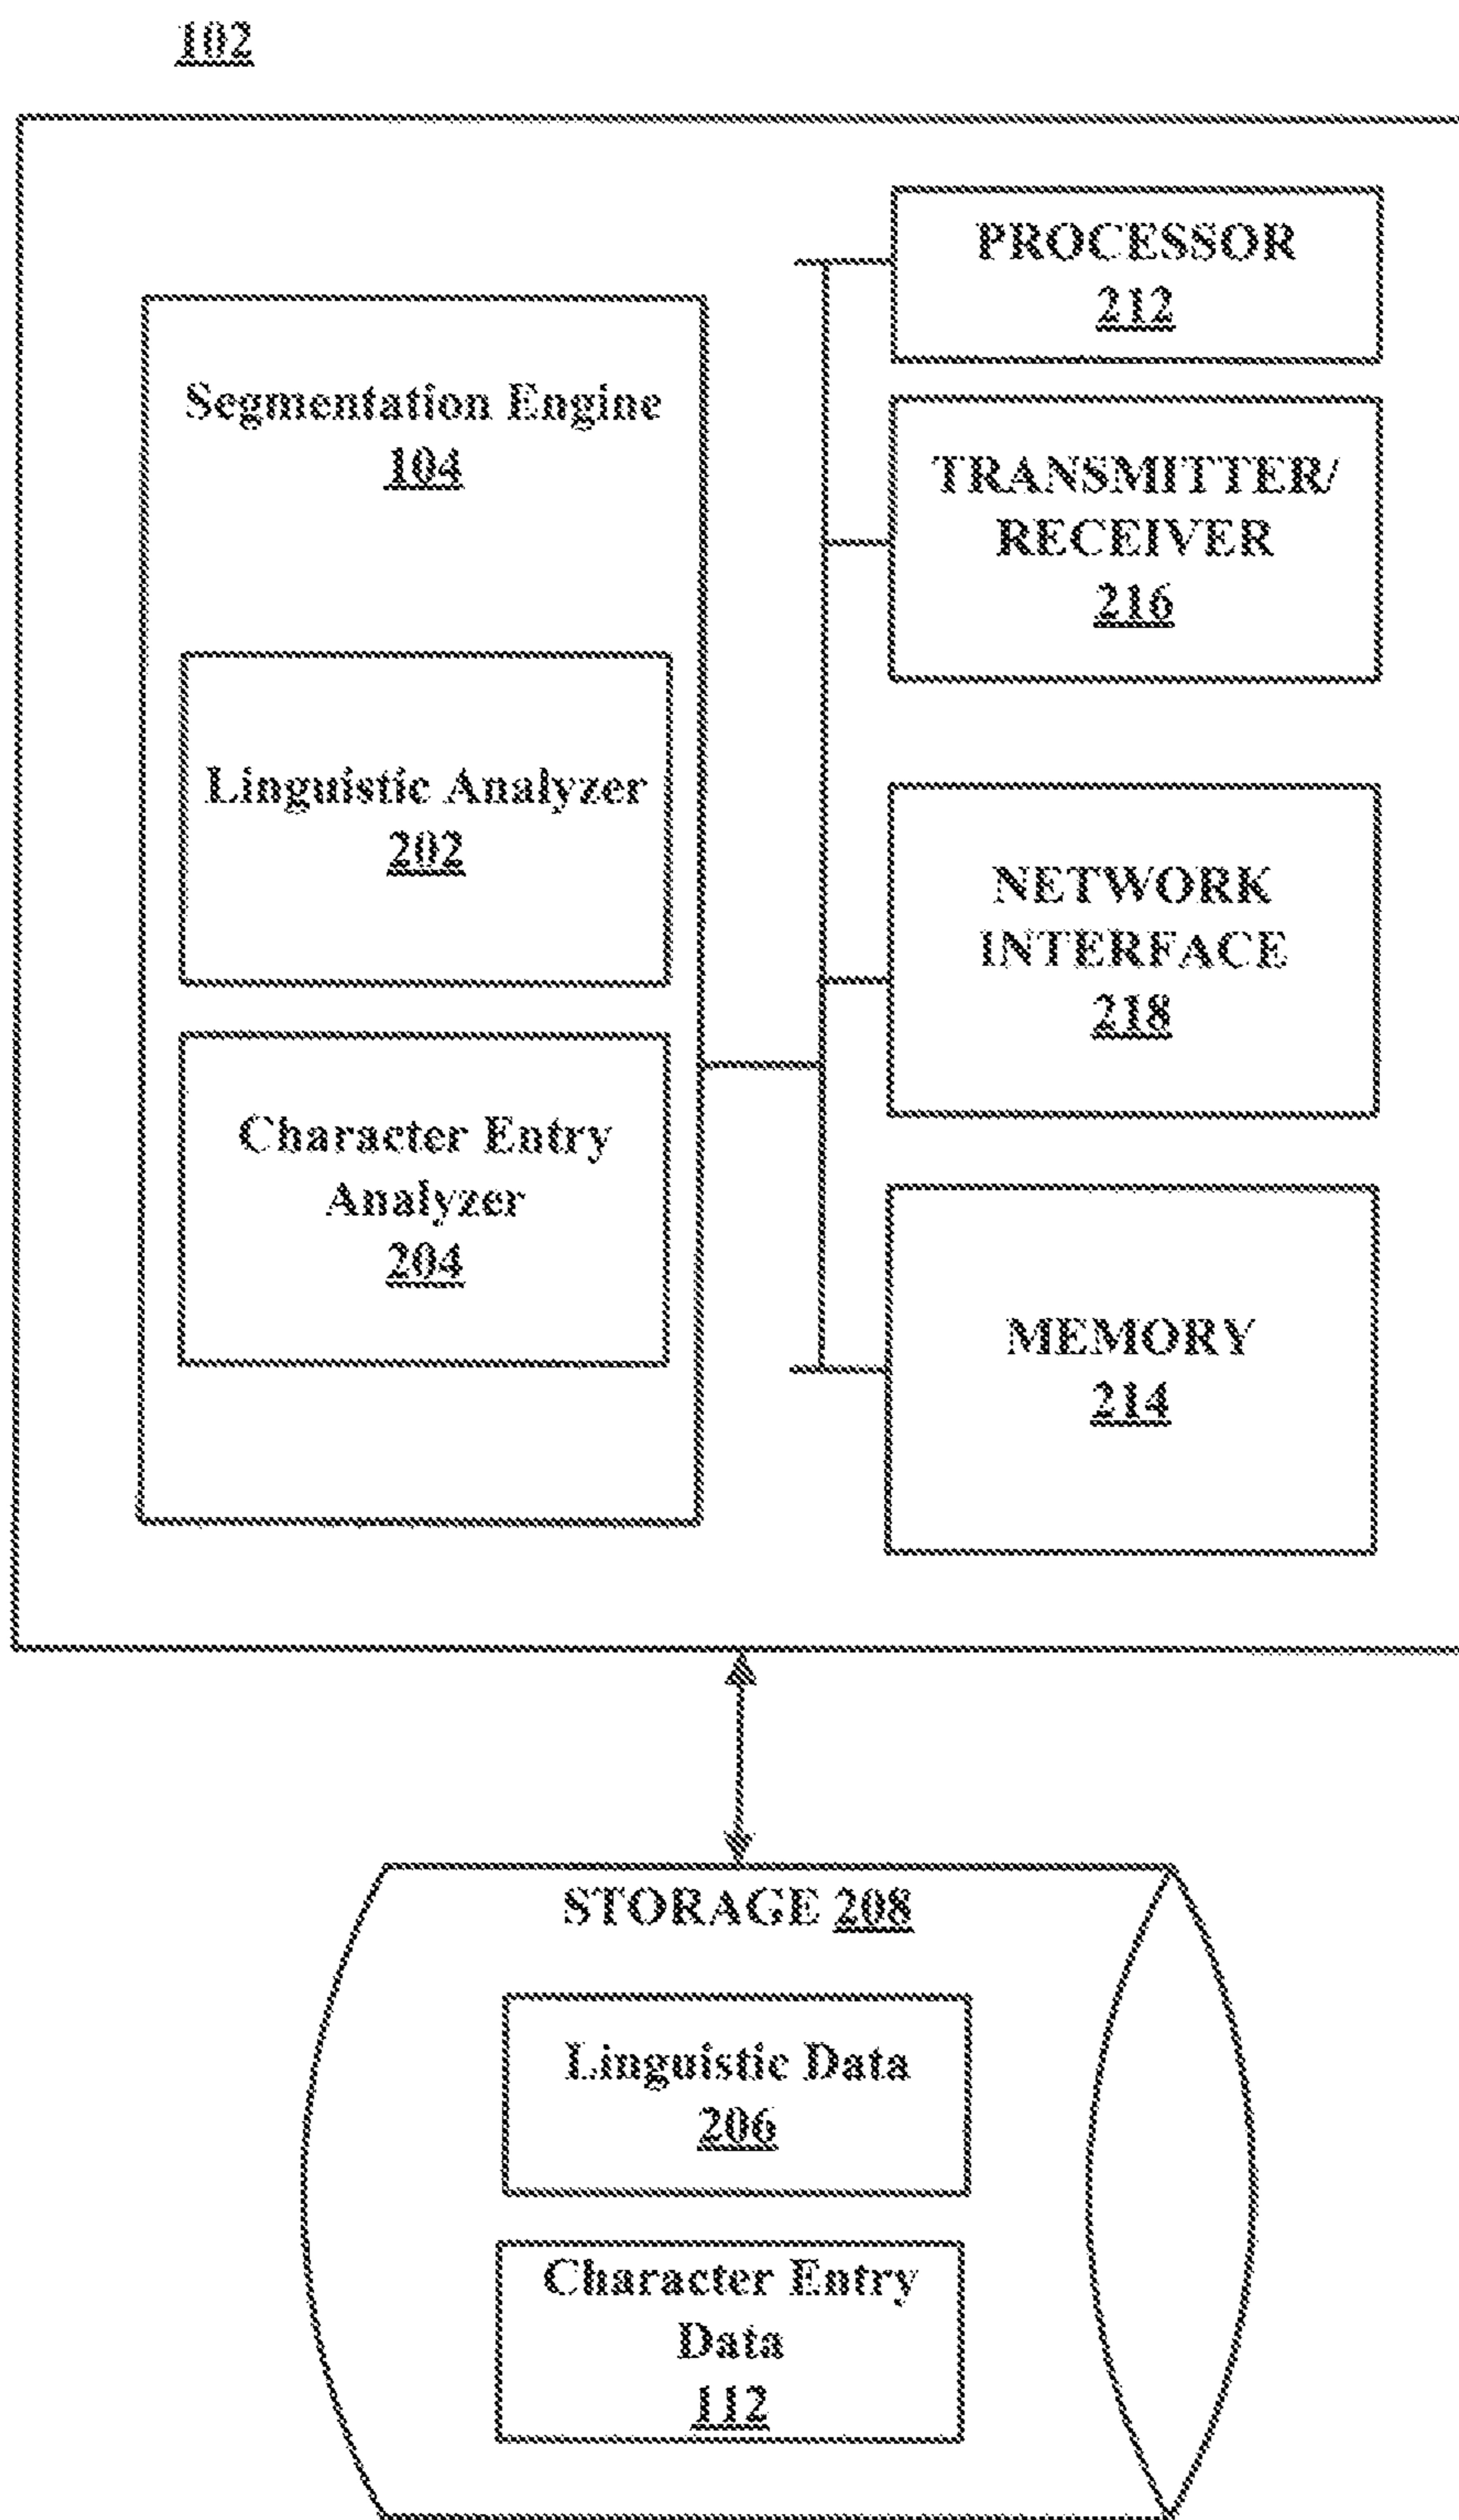 102
Segmentation Engine
104
Linguistic Analyzer
202
Character Entry
Analyzer
204
PROCESSOR
212
TRANSMITTER/
RECEIVER
216
NETWORK
INTERFACE
218
MEMORY
214
STORAGE 208
Linguistic Data
206
Character Entry
Data
112